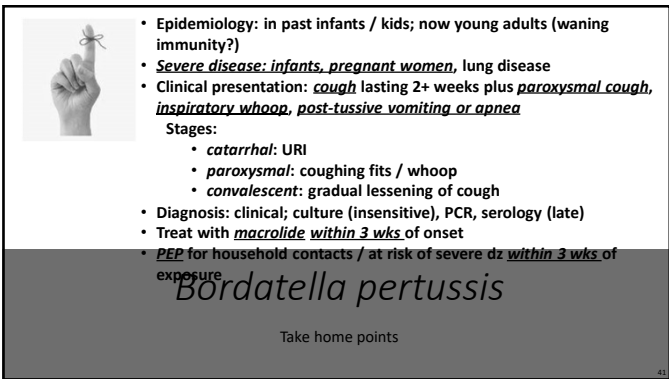 • Epidemiology: in past infants / kids; now young adults (waning
immunity?)
• Severe disease: infants, pregnant women, lung disease
• Clinical presentation: cough lasting 2+ weeks plus paroxysmal cough,
inspiratory whoop, post-tussive vomiting or apnea
Stages:
• catarrhal: URI
• paroxysmal: coughing fits / whoop
• convalescent: gradual lessening of cough
• Diagnosis: clinical; culture (insensitive), PCR, serology (late)
• Treat with macrolide within 3 wks of onset
• PEP for household contacts / at risk of severe dz within 3 wks of
exposure
Bordatella pertussis
Take home points
41